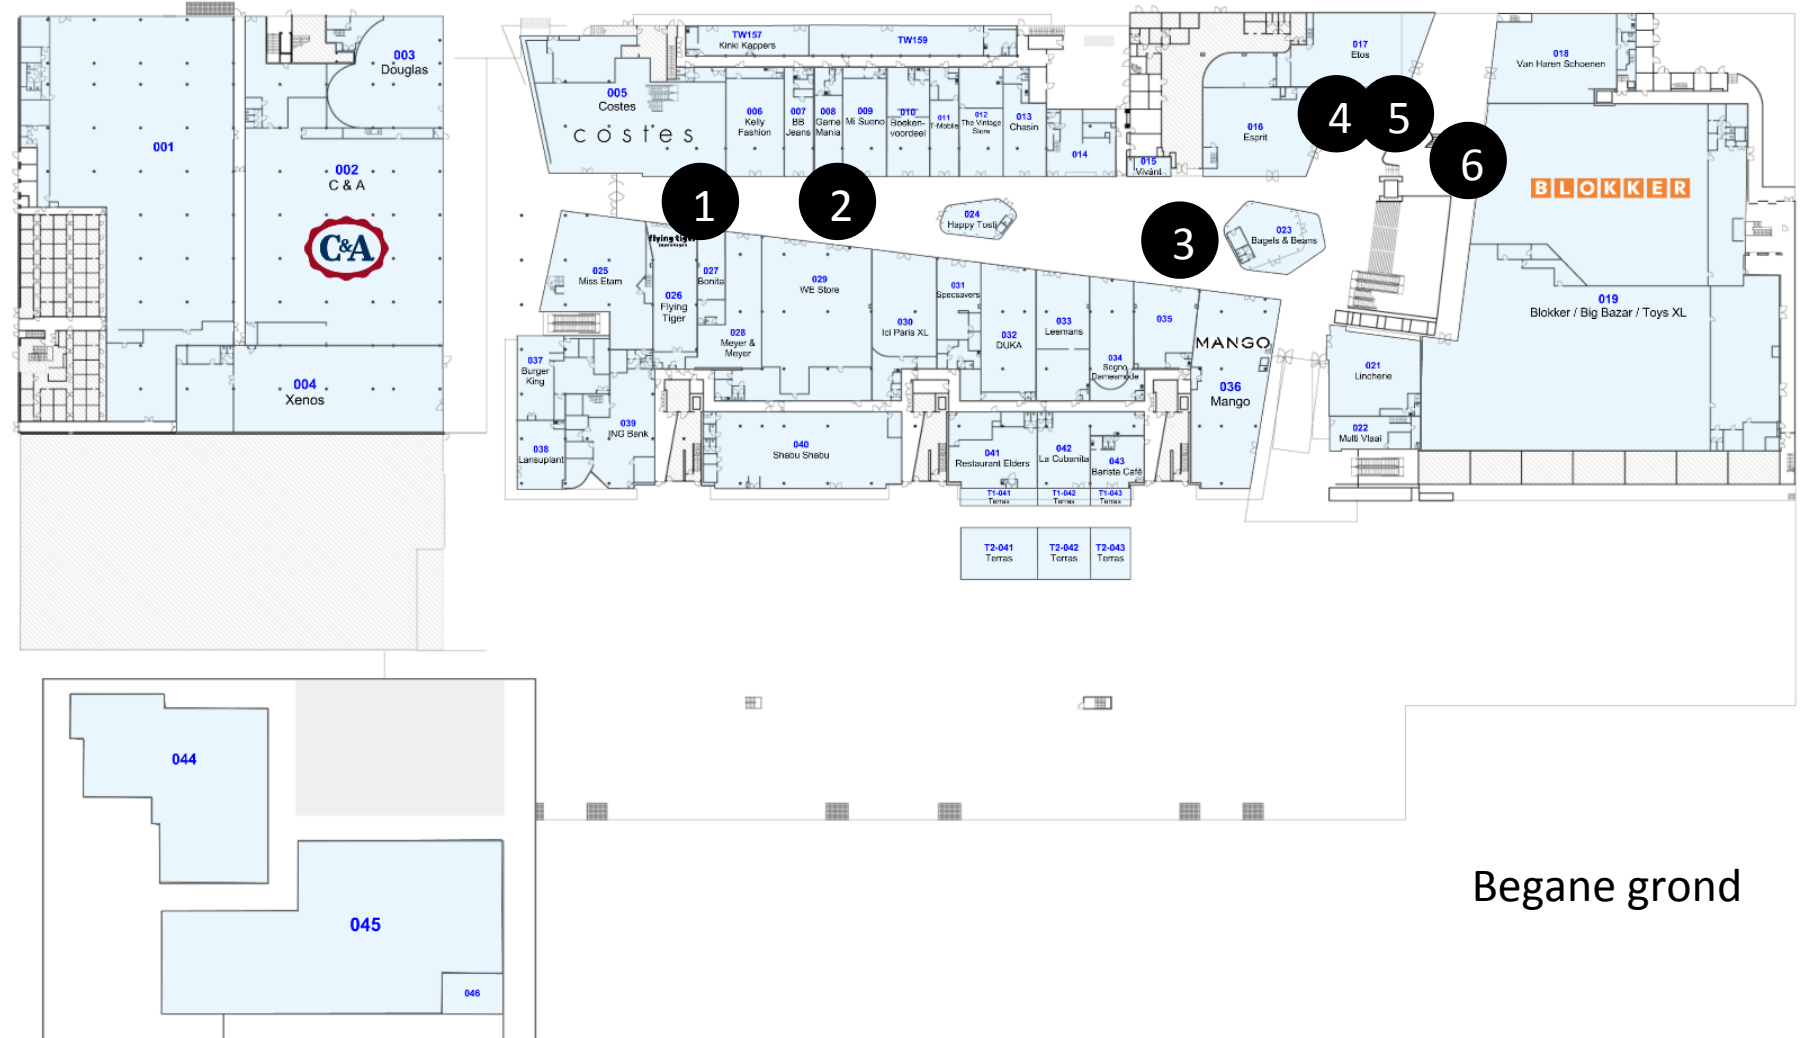 001
002
C & A
C&A
003
Douglas
004
Xenos
005
Costes
costes
TW157
Kinki Kappers
TW159
006
Kelly
Fashion
007
BB
Jeans
008
Game
Mania
009
Mi Sueno
010
Boeken-
voordeel
011
T-Mobile
012
The Vintage
Store
013
Chasin
014
015
Vivant
016
Esprit
017
Etos
018
Van Haren Schoenen
1
2
3
4
5
6
BLOKKER
019
Blokker / Big Bazar / Toys XL
024
Happy Tosti
023
Bagels & Beans
025
Miss Etam
flying tiger
026
Flying
Tiger
027
Bonita
028
Meyer &
Meyer
029
WE Store
030
Ici Paris XL
031
Specsavers
032
DUKA
033
Leemans
034
Sogno
Damesmode
035
MANGO
036
Mango
021
Lincherie
022
Multi Vlaai
037
Burger
King
038
Lansuplant
039
ING Bank
040
Shabu Shabu
041
Restaurant Elders
042
La Cubanita
043
Barista Café
T1-041
Terras
T1-042
Terras
T1-043
Terras
T2-041
Terras
T2-042
Terras
T2-043
Terras
044
045
046
Begane grond